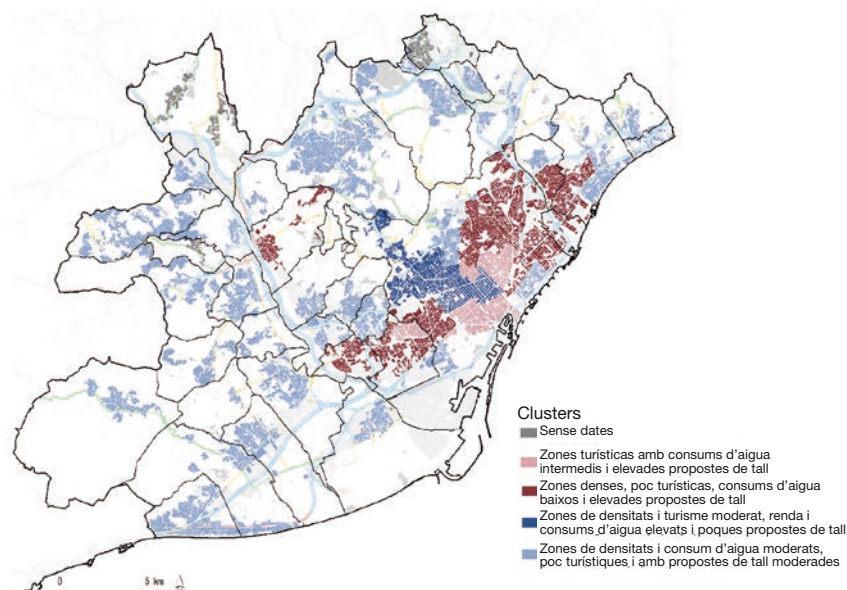 Clusters
Sense dates
Zones turísticas amb consums d'aigua
intermedis i elevades propostes de tall
Zones denses, poc turísticas, consums d'aigua
baixos i elevades propostes de tall
Zones de densitats i turisme moderat, renda i
consums d'aigua elevats i poques propostes de tall
Zones de densitats i consum d'aigua moderats,
poc turístiques i amb propostes de tall moderades
0 5 km